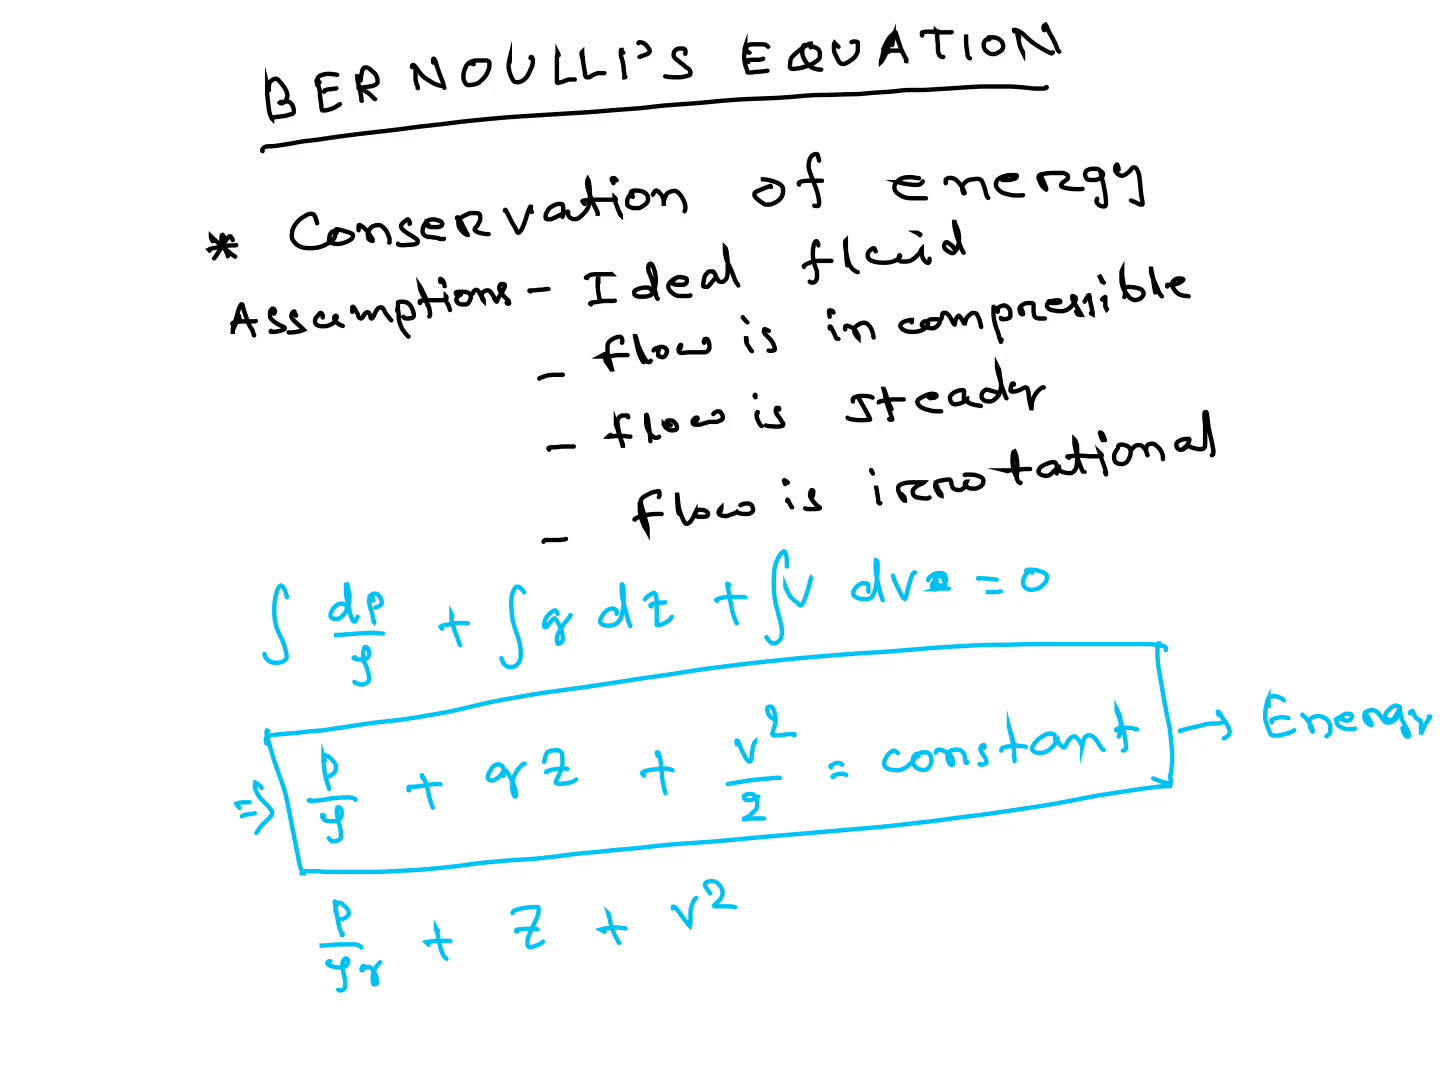 BERNOULLI'S EQUATION
* Conservation of energy
Assumptions - Ideal fluid
- flow is incompressible
- flow is steady
- flow is irrotational
∫ dp/ρ + ∫ g dz + ∫ v dv = 0
⇒ p/ρ + gz + v²/2 = constant → Energy
p/ρg + z + v²